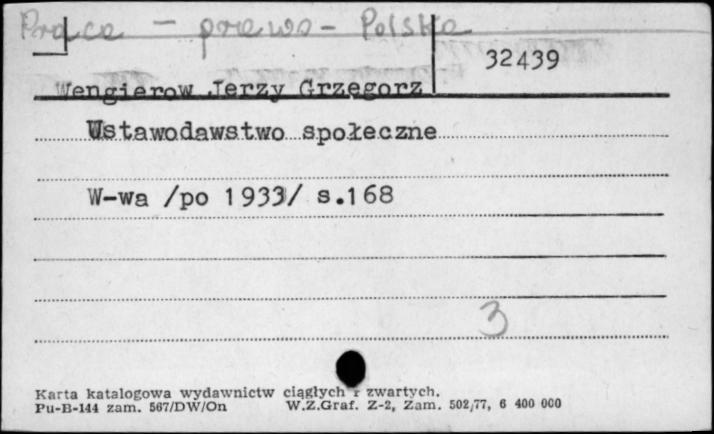 Praca - prawo - Polska
32439
Wengierow Jerzy Grzegorz
Ustawodawstwo społeczne
W-wa /po 1933/ s.168
3
Karta katalogowa wydawnictw ciągłych i zwartych.
Pu-B-144 zam. 567/DW/On W.Z.Graf. Z-2, Zam. 502/77, 6 400 000